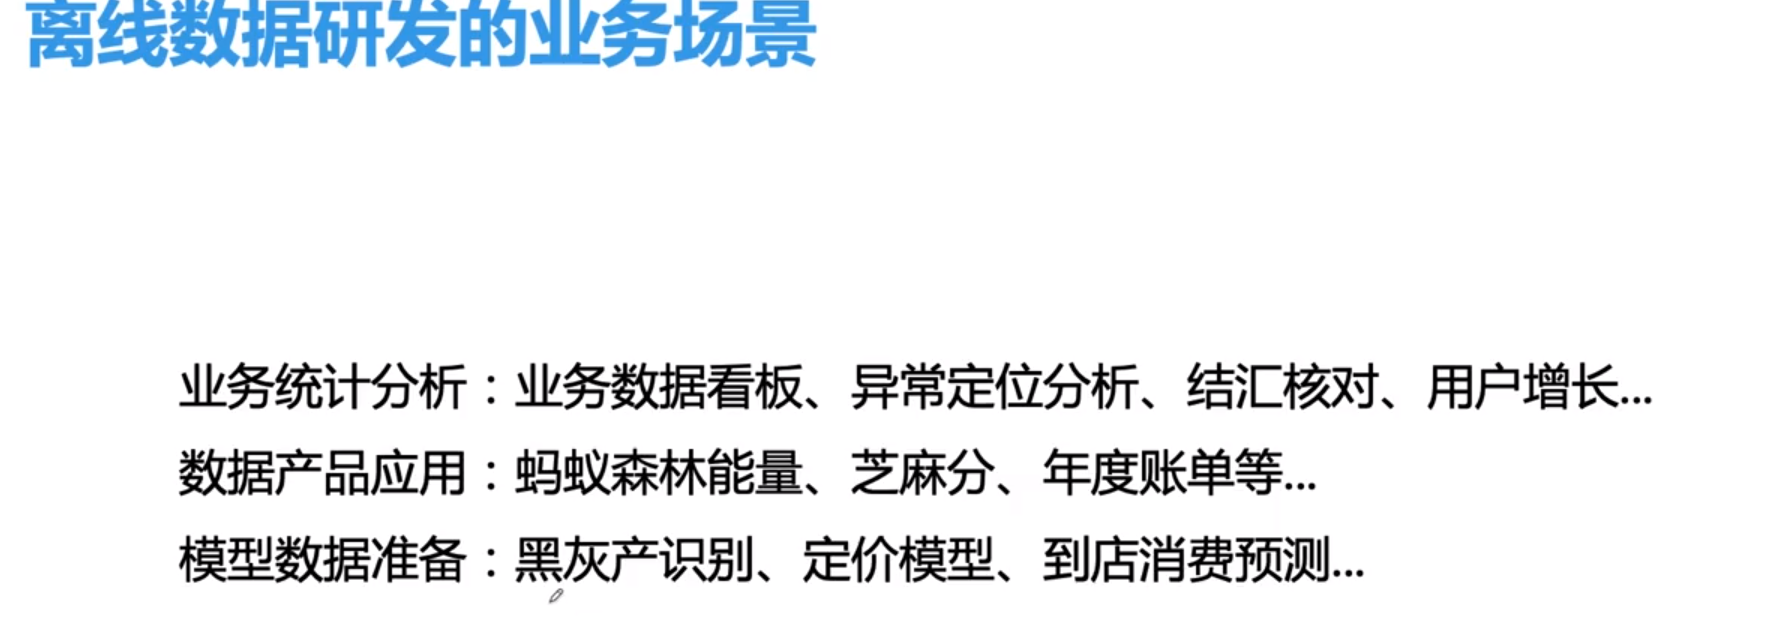 离线数据研发的业务场景
业务统计分析：业务数据看板、异常定位分析、结汇核对、用户增长...
数据产品应用：蚂蚁森林能量、芝麻分、年度账单等...
模型数据准备：黑灰产识别、定价模型、到店消费预测...